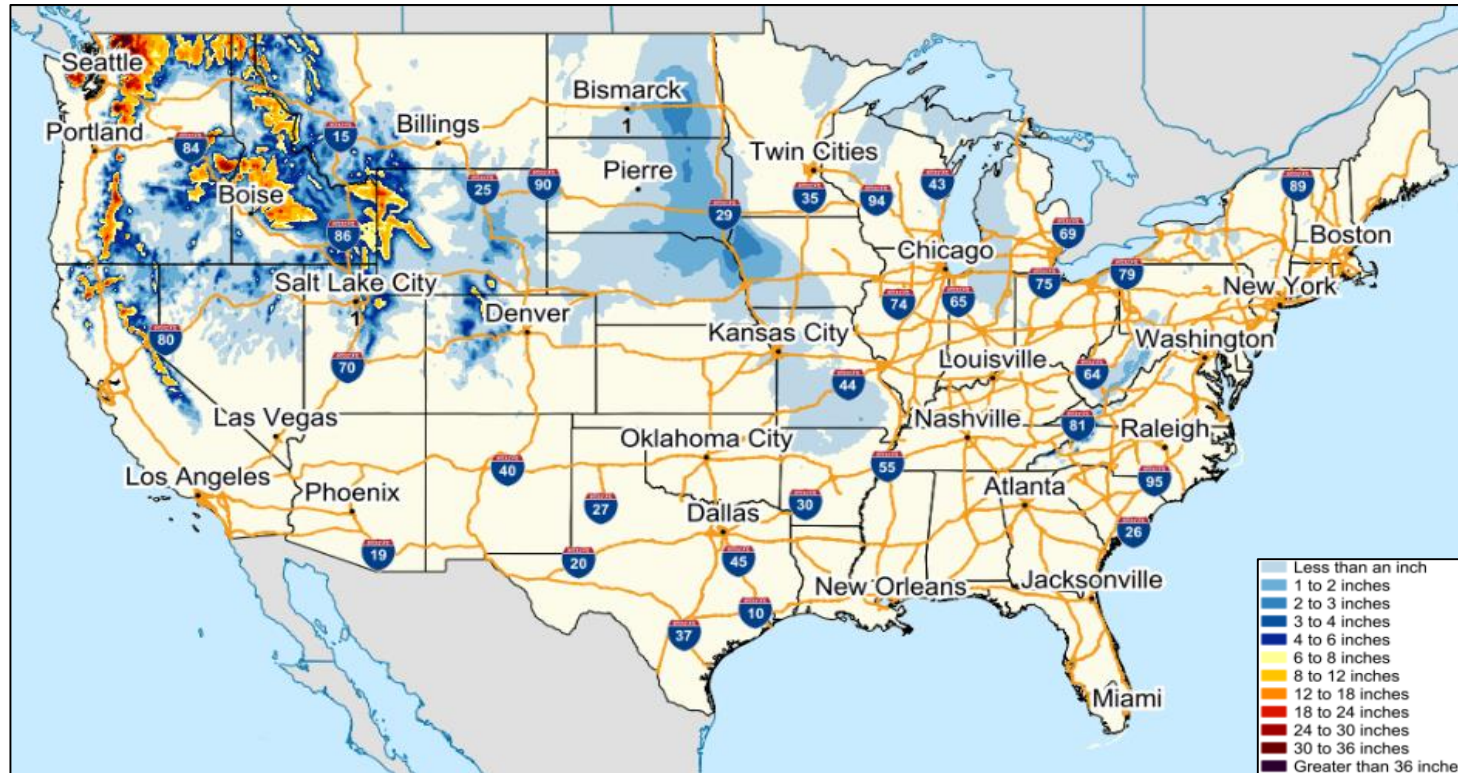 Seattle
Portland
84
15
Billings
Bismarck
1
Pierre
25
90
Twin Cities
35
94
43
29
89
Boston
69
Boise
86
Chicago
79
75
New York
Salt Lake City
1
Denver
74
65
80
70
Kansas City
44
Louisville
64
Washington
Las Vegas
Nashville
81
Raleigh
Oklahoma City
Los Angeles
Phoenix
40
27
55
30
Atlanta
95
Dallas
26
19
20
45
New Orleans
Jacksonville
10
37
Miami
Less than an inch
1 to 2 inches
2 to 3 inches
3 to 4 inches
4 to 6 inches
6 to 8 inches
8 to 12 inches
12 to 18 inches
18 to 24 inches
24 to 30 inches
30 to 36 inches
Greater than 36 inche